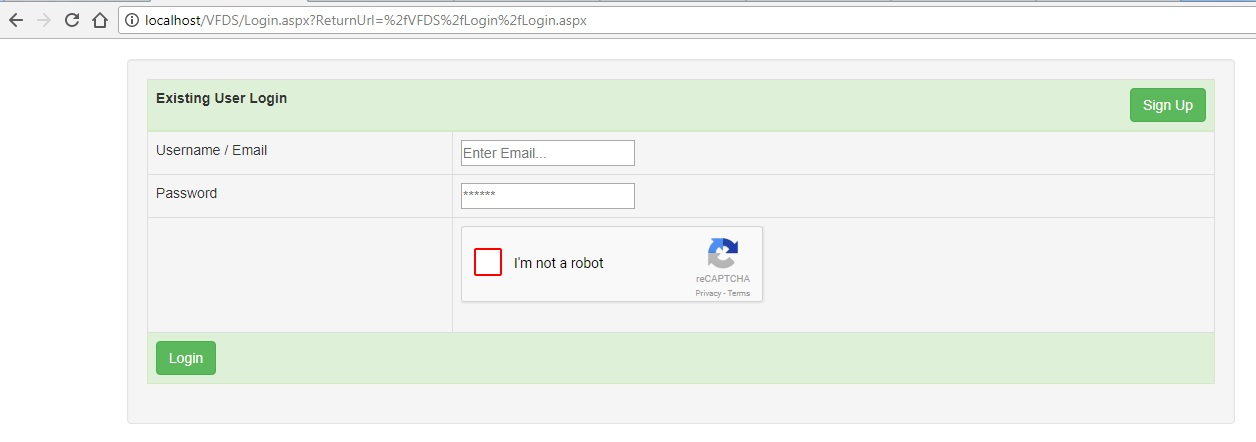 localhost/VFDS/Login.aspx?ReturnUrl=%2fVFDS%2fLogin%2fLogin.aspx
Existing User Login
Sign Up
Username / Email
Enter Email...
Password
******
I'm not a robot
reCAPTCHA
Privacy - Terms
Login